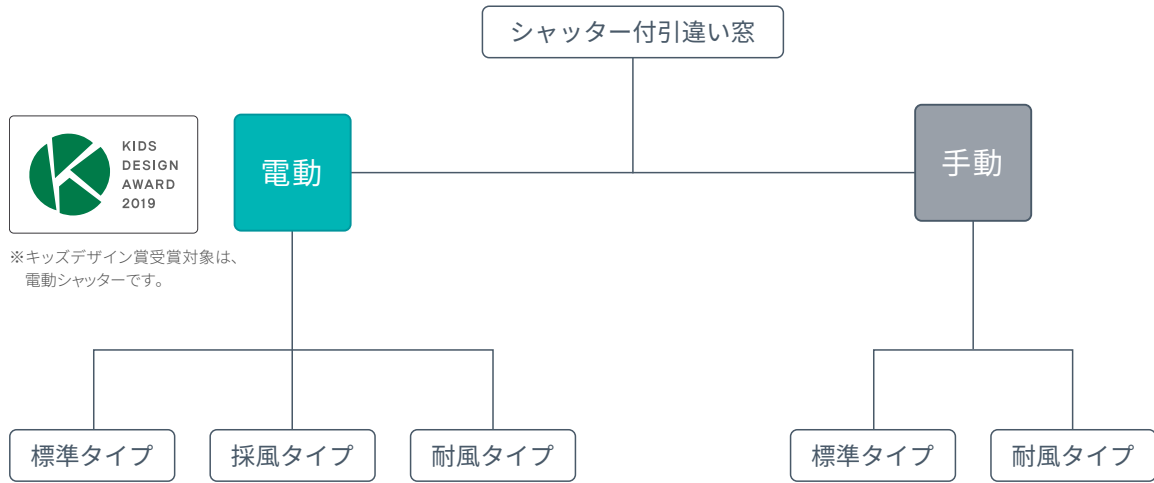 シャッター付引違い窓
KIDS
DESIGN
AWARD
2019
電動
手動
※キッズデザイン賞受賞対象は、
電動シャッターです。
標準タイプ
採風タイプ
耐風タイプ
標準タイプ
耐風タイプ